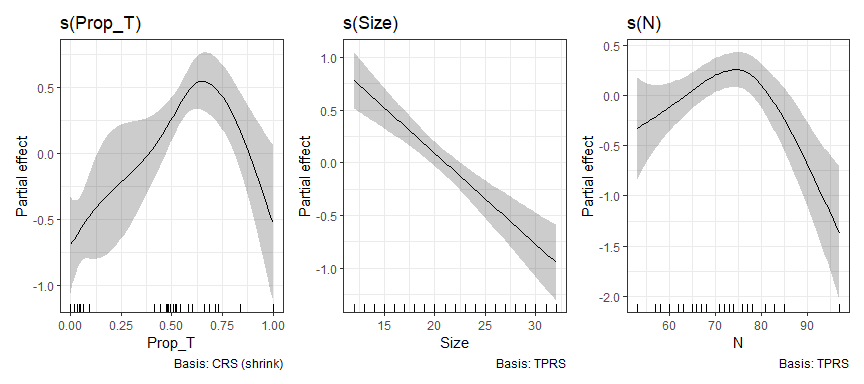 s(Prop_T)
Partial effect
0.5
0.0
-0.5
-1.0
0.00 0.25 0.50 0.75 1.00
Prop_T
Basis: CRS (shrink)
s(Size)
Partial effect
1.0
0.5
0.0
-0.5
-1.0
15 20 25 30
Size
Basis: TPRS
s(N)
Partial effect
0.5
0.0
-0.5
-1.0
-1.5
-2.0
60 70 80 90
N
Basis: TPRS